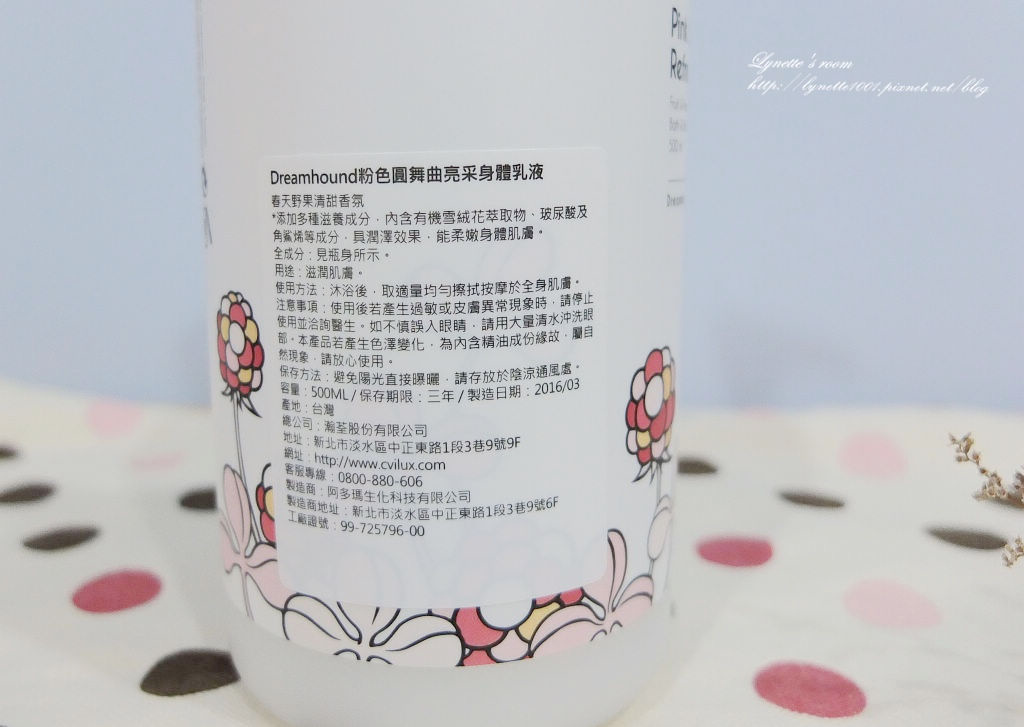 Lynette's room
http://lynette1001.pixnet.net/blog
Dreamhound粉色圓舞曲亮采身體乳液
春天野果清甜香氛
*添加多種滋養成分，內含有機雪絨花萃取物、玻尿酸及
角鯊烯等成分，具潤澤效果，能柔嫩身體肌膚。
全成分：見瓶身所示。
用途：滋潤肌膚。
使用方法：沐浴後，取適量均勻擦拭按摩於全身肌膚。
注意事項：使用後若產生過敏或皮膚異常現象時，請停止
使用並洽詢醫生。如不慎誤入眼睛，請用大量清水沖洗眼
部。本產品若產生色澤變化，為內含精油成份緣故，屬自
然現象，請放心使用。
保存方法：避免陽光直接曝曬，請存放於陰涼通風處。
容量：500ML / 保存期限：三年 / 製造日期：2016/03
產地：台灣
總公司：瀚荃股份有限公司
地址：新北市淡水區中正東路1段3巷9號9F
網址：http://www.cvilux.com
客服專線：0800-880-606
製造商：阿多瑪生化科技有限公司
製造商地址：新北市淡水區中正東路1段3巷9號6F
工廠證號：99-725796-00